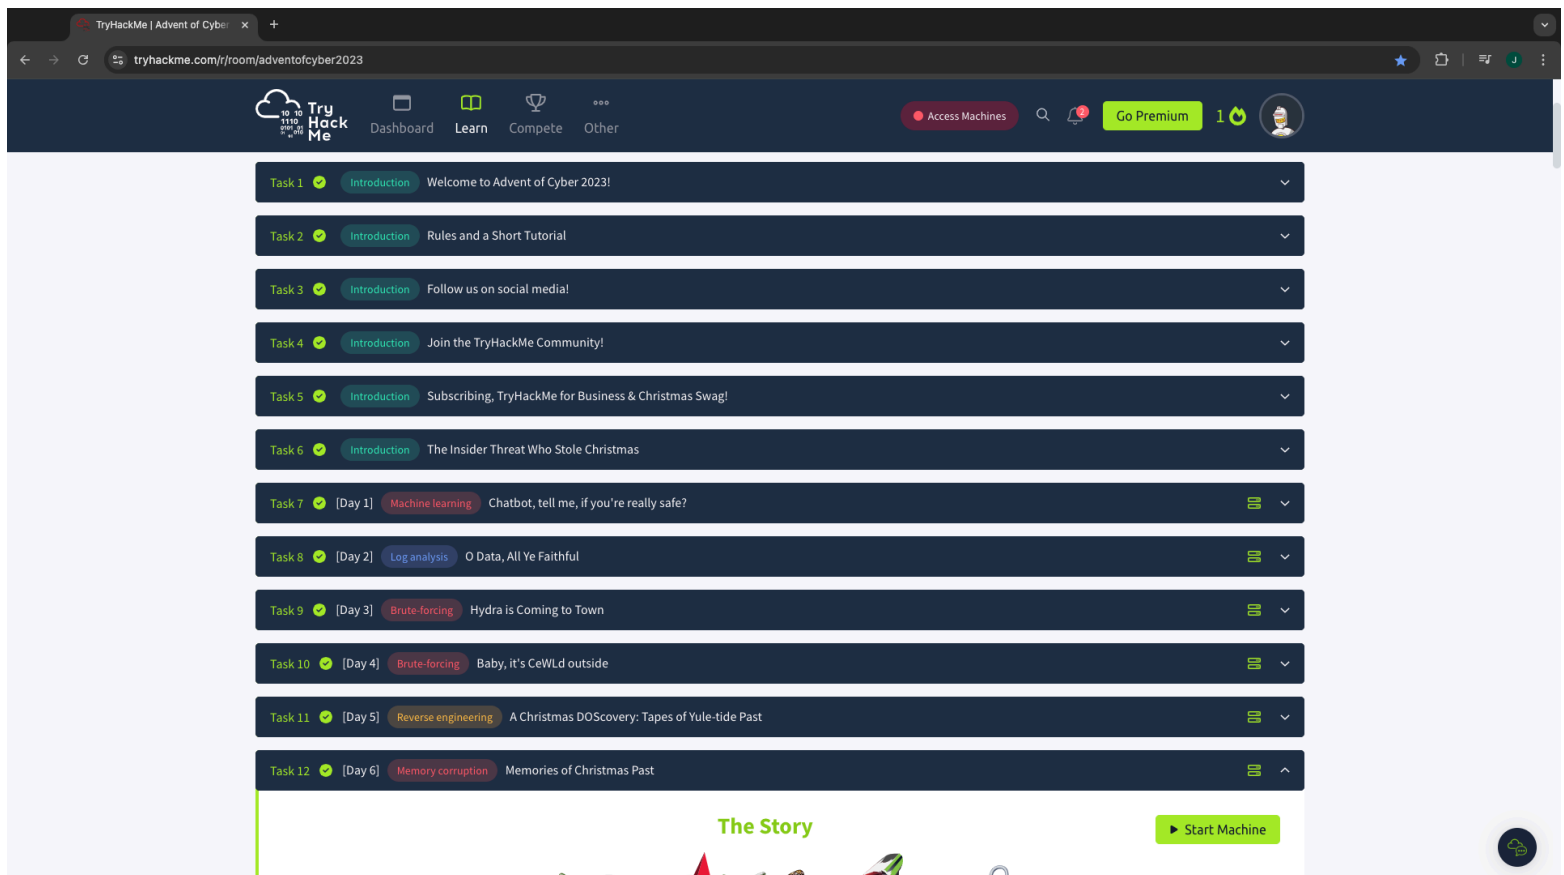 TryHackMe | Advent of Cyber
tryhackme.com/r/room/adventofcyber2023
J
Try
Hack
Me
10 10
1110
Dashboard
Learn
Compete
Other
Access Machines
2
Go Premium
1
Task 1 Introduction Welcome to Advent of Cyber 2023!
Task 2 Introduction Rules and a Short Tutorial
Task 3 Introduction Follow us on social media!
Task 4 Introduction Join the TryHackMe Community!
Task 5 Introduction Subscribing, TryHackMe for Business & Christmas Swag!
Task 6 Introduction The Insider Threat Who Stole Christmas
Task 7 [Day 1] Machine learning Chatbot, tell me, if you're really safe?
Task 8 [Day 2] Log analysis O Data, All Ye Faithful
Task 9 [Day 3] Brute-forcing Hydra is Coming to Town
Task 10 [Day 4] Brute-forcing Baby, it's CeWLd outside
Task 11 [Day 5] Reverse engineering A Christmas DOScovery: Tapes of Yule-tide Past
Task 12 [Day 6] Memory corruption Memories of Christmas Past
The Story
Start Machine